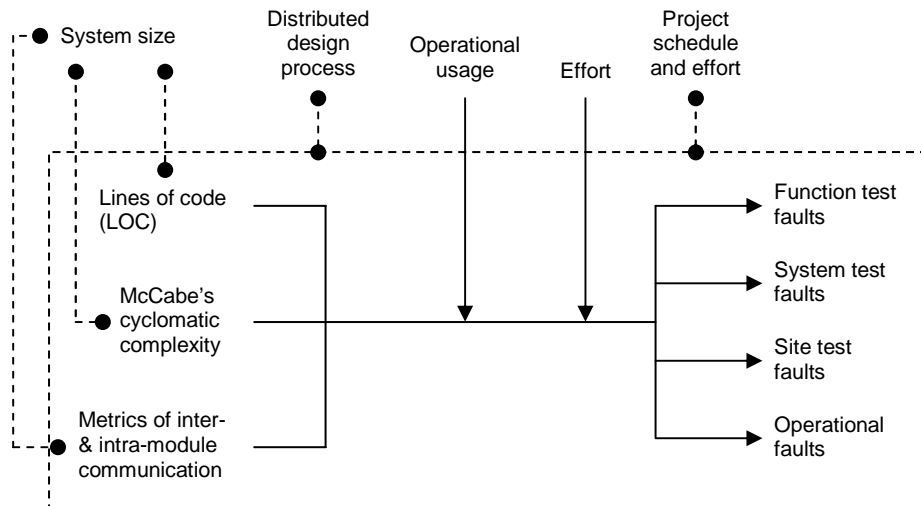 System size
Distributed
design
process
Operational
usage
Effort
Project
schedule
and effort
Lines of code
(LOC)
McCabe's
cyclomatic
complexity
Metrics of inter-
& intra-module
communication
Function test
faults
System test
faults
Site test
faults
Operational
faults